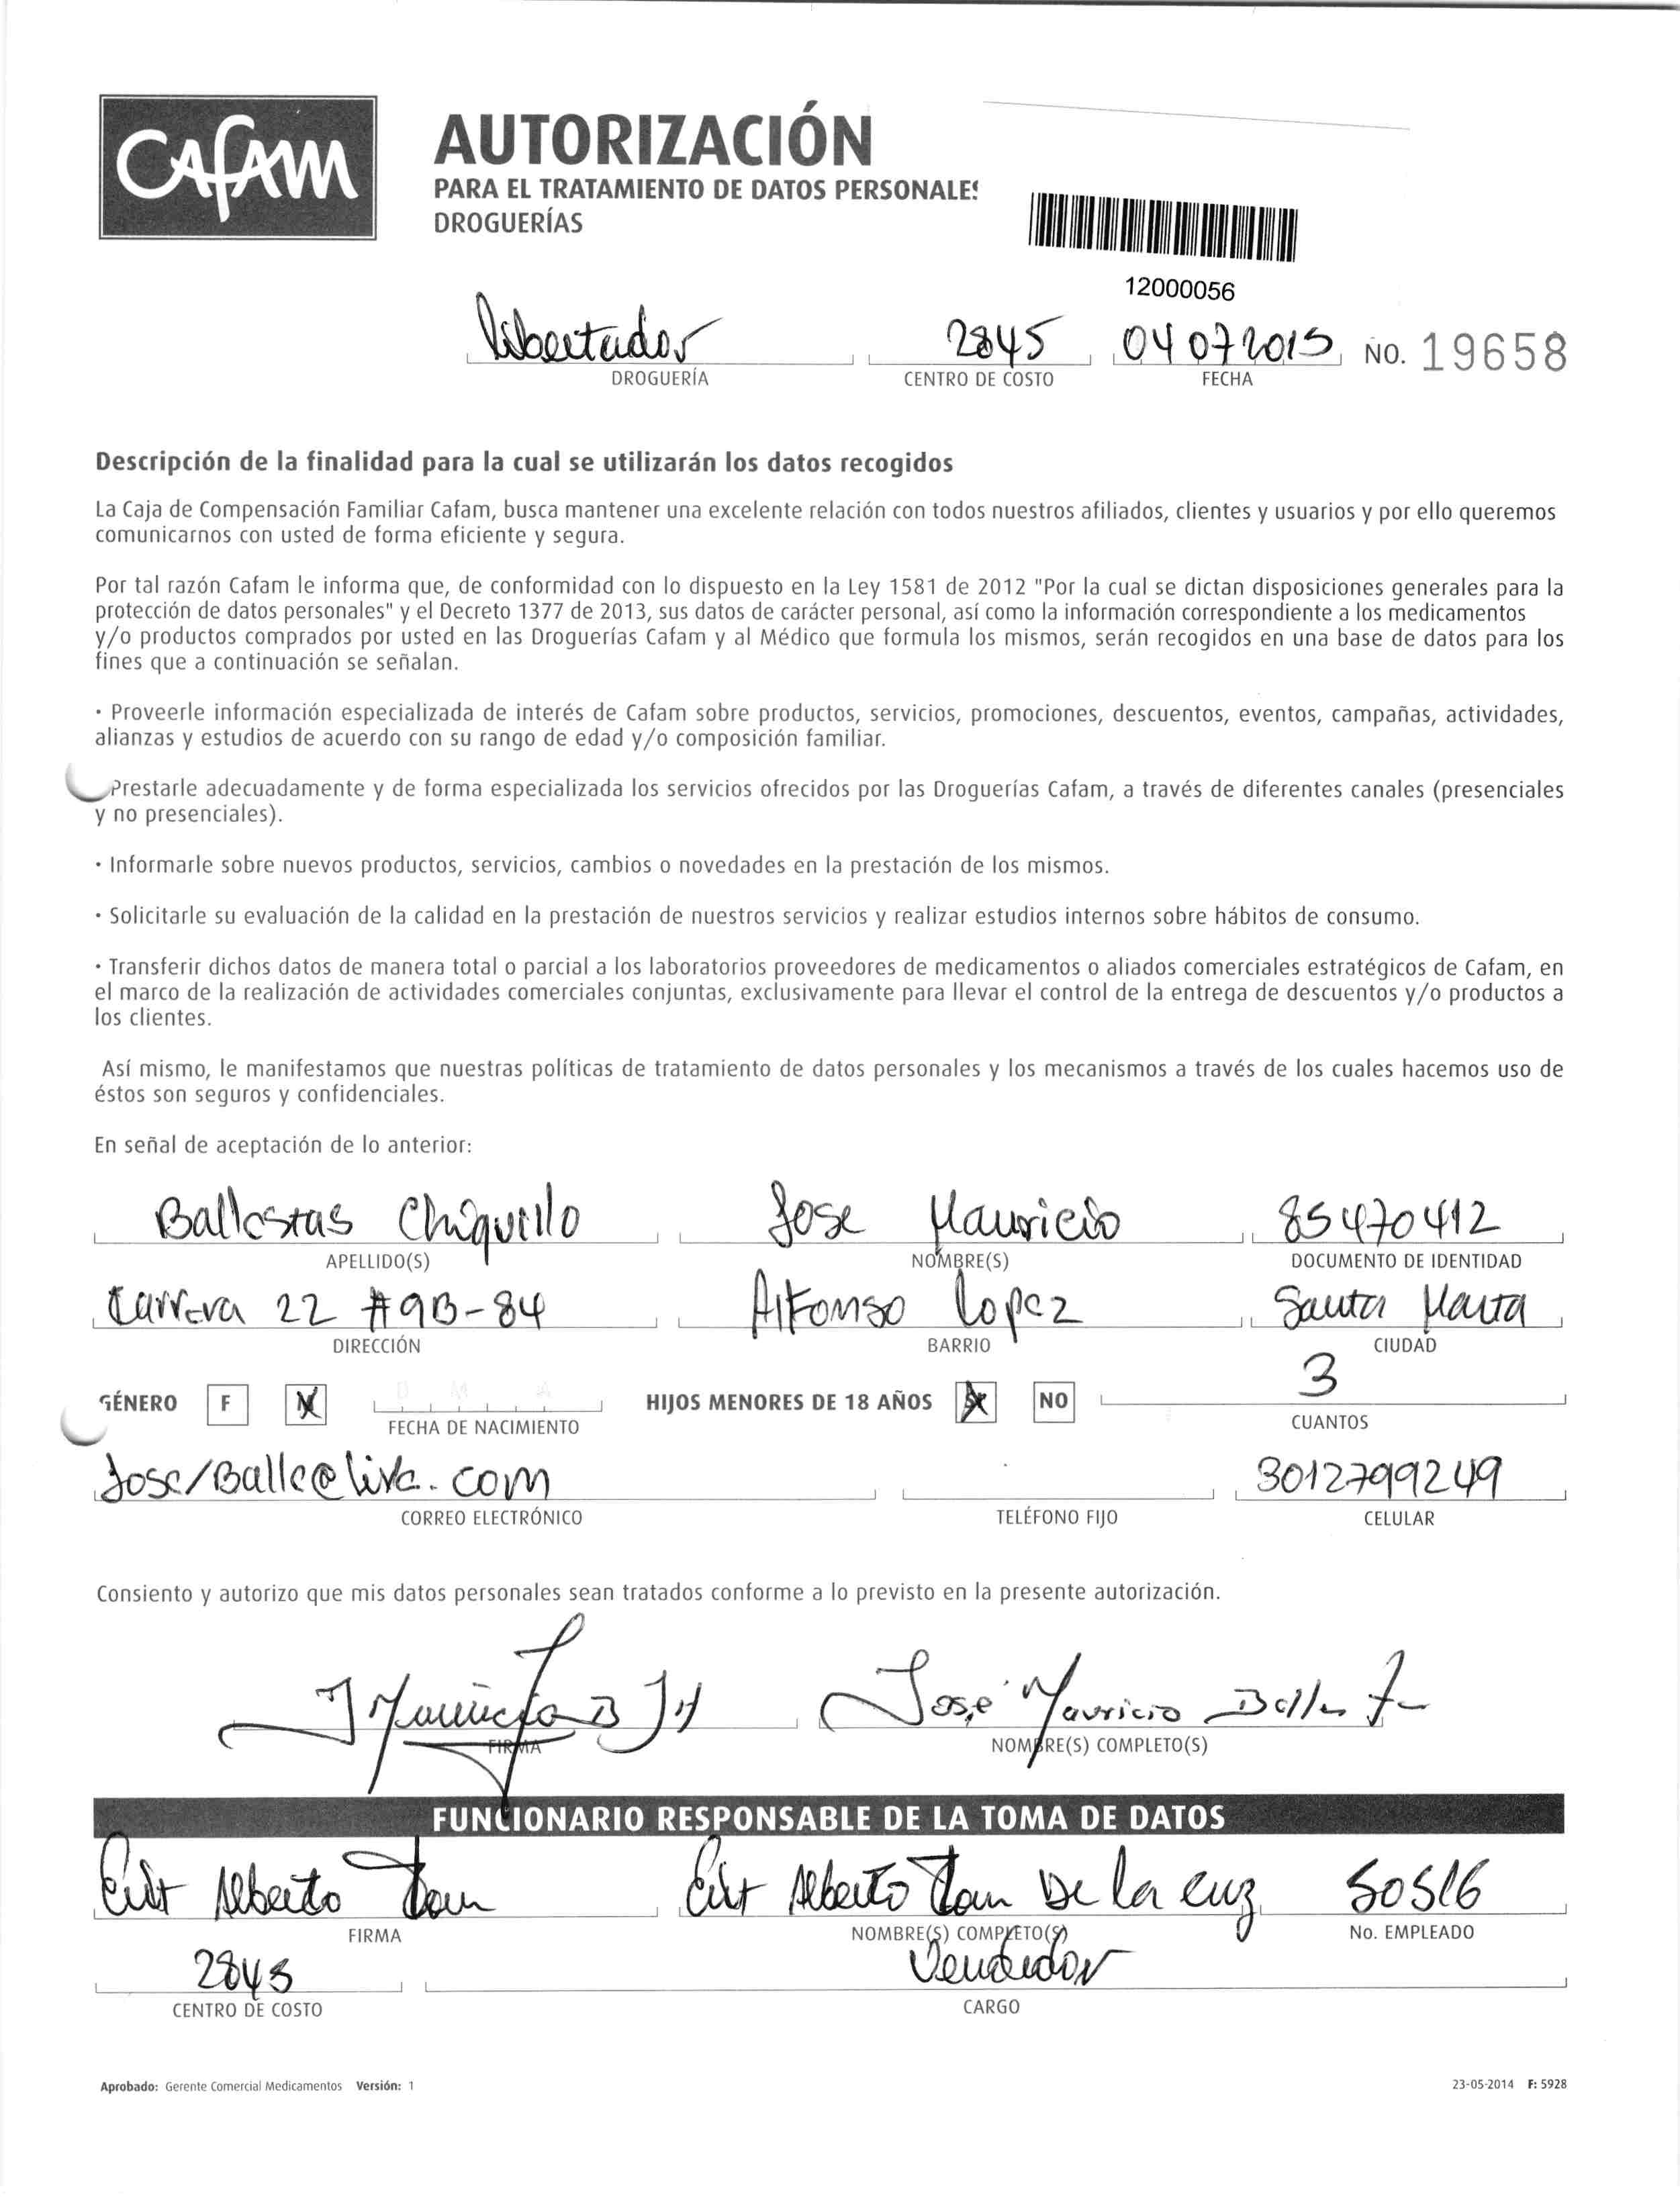 Cafam
AUTORIZACIÓN
PARA EL TRATAMIENTO DE DATOS PERSONALES
DROGUERÍAS
12000056
libertador 2845 04 07 2015 No. 19658
DROGUERÍA CENTRO DE COSTO FECHA
Descripción de la finalidad para la cual se utilizarán los datos recogidos
La Caja de Compensación Familiar Cafam, busca mantener una excelente relación con todos nuestros afiliados, clientes y usuarios y por ello queremos
comunicarnos con usted de forma eficiente y segura.
Por tal razón Cafam le informa que, de conformidad con lo dispuesto en la Ley 1581 de 2012 "Por la cual se dictan disposiciones generales para la
protección de datos personales" y el Decreto 1377 de 2013, sus datos de carácter personal, así como la información correspondiente a los medicamentos
y/o productos comprados por usted en las Droguerías Cafam y al Médico que formula los mismos, serán recogidos en una base de datos para los
fines que a continuación se señalan.
· Proveerle información especializada de interés de Cafam sobre productos, servicios, promociones, descuentos, eventos, campañas, actividades,
alianzas y estudios de acuerdo con su rango de edad y/o composición familiar.
Prestarle adecuadamente y de forma especializada los servicios ofrecidos por las Droguerías Cafam, a través de diferentes canales (presenciales
y no presenciales).
· Informarle sobre nuevos productos, servicios, cambios o novedades en la prestación de los mismos.
· Solicitarle su evaluación de la calidad en la prestación de nuestros servicios y realizar estudios internos sobre hábitos de consumo.
· Transferir dichos datos de manera total o parcial a los laboratorios proveedores de medicamentos o aliados comerciales estratégicos de Cafam, en
el marco de la realización de actividades comerciales conjuntas, exclusivamente para llevar el control de la entrega de descuentos y/o productos a
los clientes.
Así mismo, le manifestamos que nuestras políticas de tratamiento de datos personales y los mecanismos a través de los cuales hacemos uso de
éstos son seguros y confidenciales.
En señal de aceptación de lo anterior:
Ballestas Chiquillo Jose Mauricio 85470412
APELLIDO(S) NOMBRE(S) DOCUMENTO DE IDENTIDAD
Carrera 22 #9B-84 Alfonso Lopez Santa Marta
DIRECCIÓN BARRIO CIUDAD
GÉNERO F M D M A HIJOS MENORES DE 18 AÑOS NO 3
FECHA DE NACIMIENTO CUANTOS
Jose/Balle@live.com 3012799249
CORREO ELECTRÓNICO TELÉFONO FIJO CELULAR
Consiento y autorizo que mis datos personales sean tratados conforme a lo previsto en la presente autorización.
José Mauricio
FIRMA NOMBRE(S) COMPLETO(S)
FUNCIONARIO RESPONSABLE DE LA TOMA DE DATOS
Alberto Alberto De la Cruz 50516
FIRMA NOMBRE(S) COMPLETO(S) No. EMPLEADO
2845 Vendedor
CENTRO DE COSTO CARGO
Aprobado: Gerente Comercial Medicamentos Versión: 1 23-05-2014 F: 5928